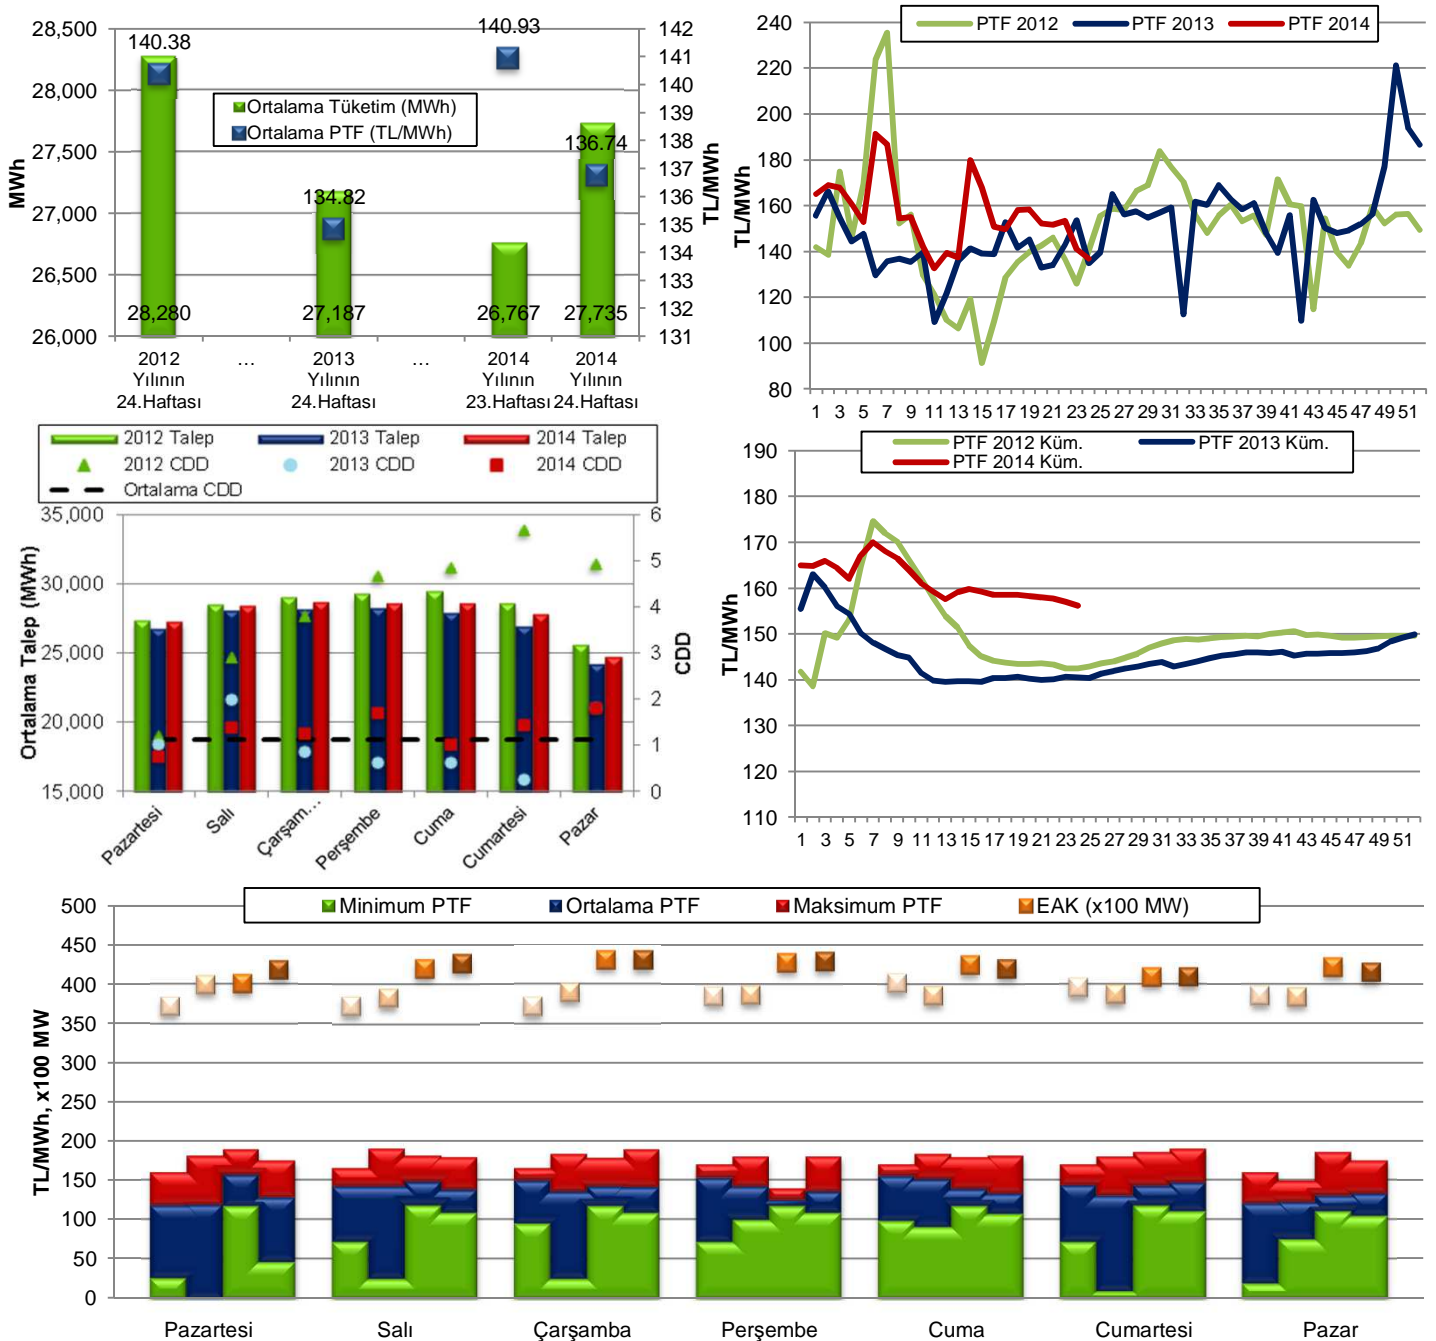 28,500
28,000
27,500
27,000
26,500
26,000
MWh
140.38
134.82
140.93
136.74
Ortalama Tüketim (MWh)
Ortalama PTF (TL/MWh)
28,280
27,187
26,767
27,735
142
141
140
139
138
137
136
135
134
133
132
131
TL/MWh
2012 Yılının 24.Haftası
...
2013 Yılının 24.Haftası
...
2014 Yılının 23.Haftası
2014 Yılının 24.Haftası
PTF 2012 PTF 2013 PTF 2014
240
220
200
180
160
140
120
100
80
TL/MWh
1 3 5 7 9 11 13 15 17 19 21 23 25 27 29 31 33 35 37 39 41 43 45 47 49 51
2012 Talep 2013 Talep 2014 Talep
2012 CDD 2013 CDD 2014 CDD
Ortalama CDD
35,000
30,000
25,000
20,000
15,000
Ortalama Talep (MWh)
6
5
4
3
2
1
0
CDD
Pazartesi Salı Çarşam... Perşembe Cuma Cumartesi Pazar
PTF 2012 Küm. PTF 2013 Küm.
PTF 2014 Küm.
190
180
170
160
150
140
130
120
110
TL/MWh
1 3 5 7 9 11 13 15 17 19 21 23 25 27 29 31 33 35 37 39 41 43 45 47 49 51
Minimum PTF Ortalama PTF Maksimum PTF EAK (x100 MW)
500
450
400
350
300
250
200
150
100
50
0
TL/MWh, x100 MW
Pazartesi Salı Çarşamba Perşembe Cuma Cumartesi Pazar